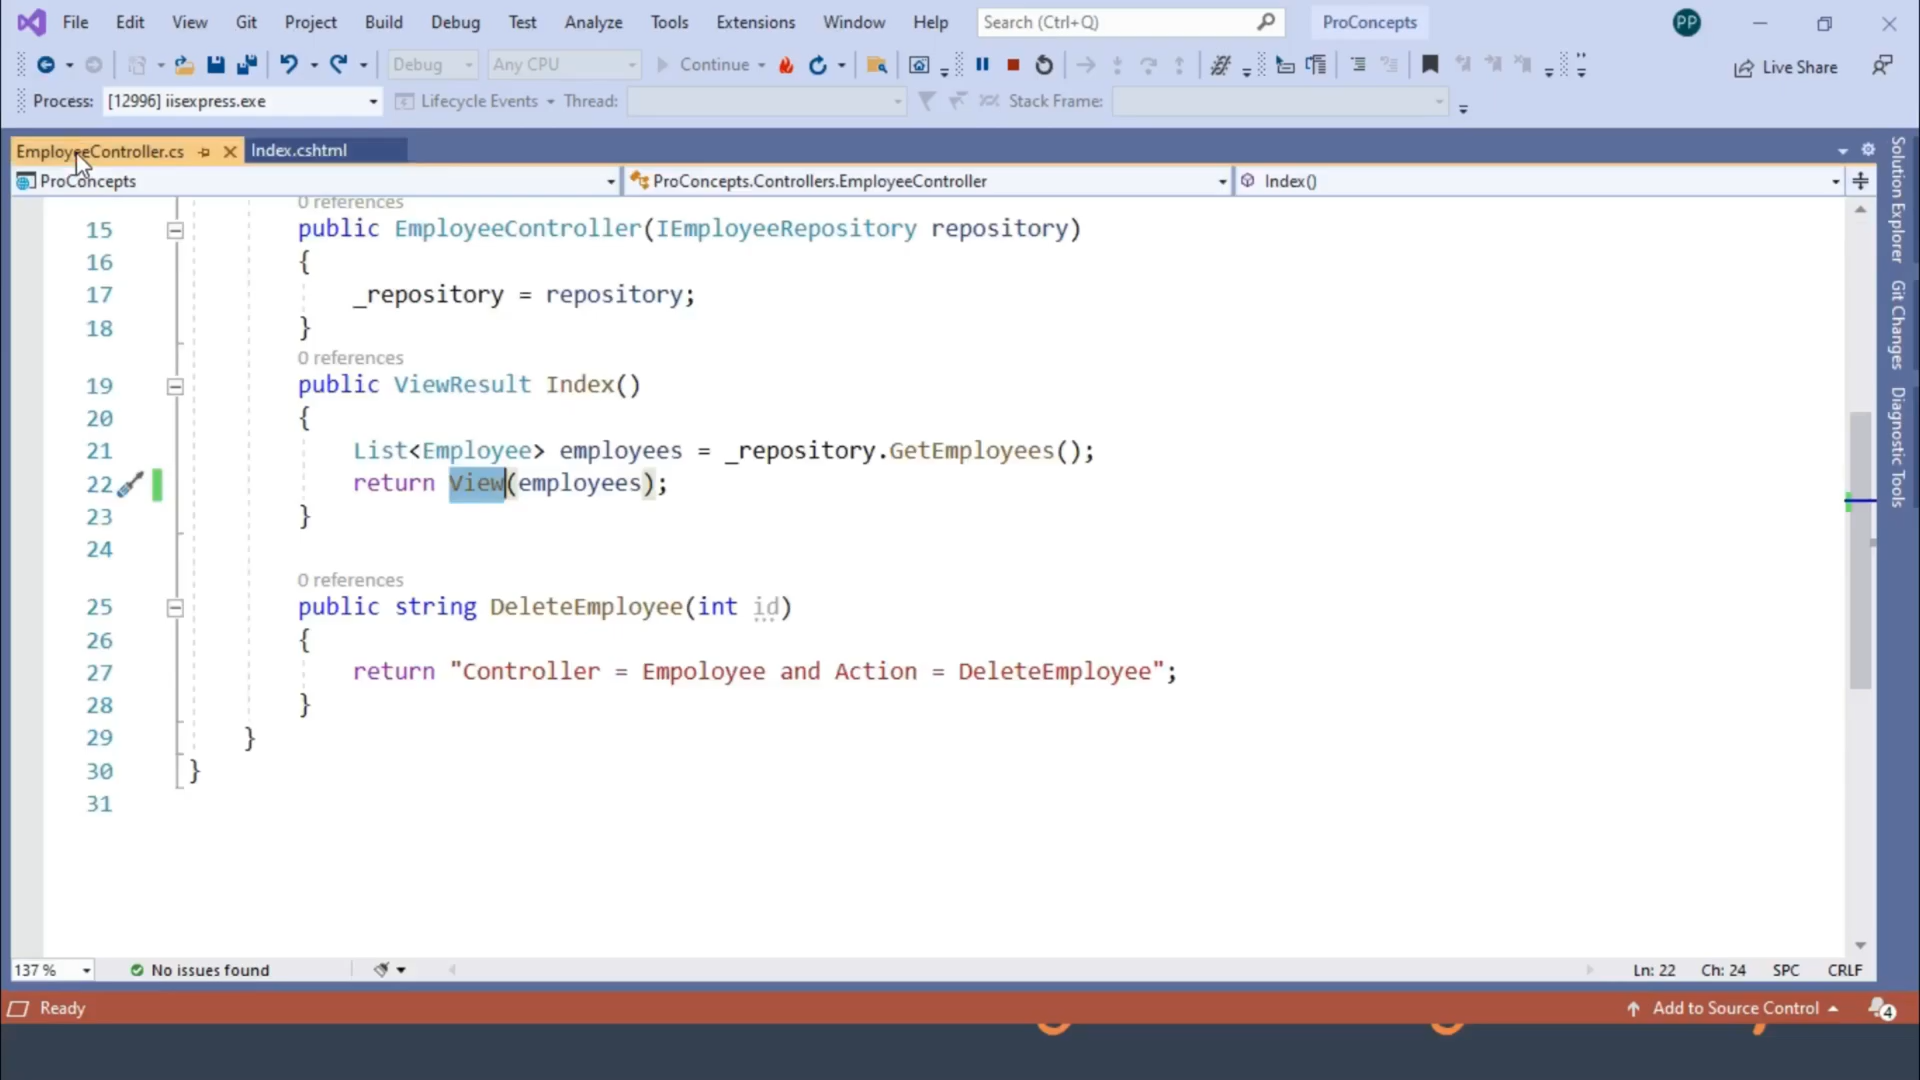 File Edit View Git Project Build Debug Test Analyze Tools Extensions Window Help Search (Ctrl+Q) ProConcepts PP
Debug Any CPU Continue Live Share
Process: [12996] iisexpress.exe Lifecycle Events Thread: Stack Frame:
EmployeeController.cs Index.cshtml
ProConcepts ProConcepts.Controllers.EmployeeController Index()
0 references
15 public EmployeeController(IEmployeeRepository repository)
16 {
17 _repository = repository;
18 }
0 references
19 public ViewResult Index()
20 {
21 List<Employee> employees = _repository.GetEmployees();
22 return View(employees);
23 }
24
0 references
25 public string DeleteEmployee(int id)
26 {
27 return "Controller = Empoloyee and Action = DeleteEmployee";
28 }
29 }
30 }
31
Solution Explorer
Git Changes
Diagnostic Tools
137 % No issues found Ln: 22 Ch: 24 SPC CRLF
Ready Add to Source Control 4